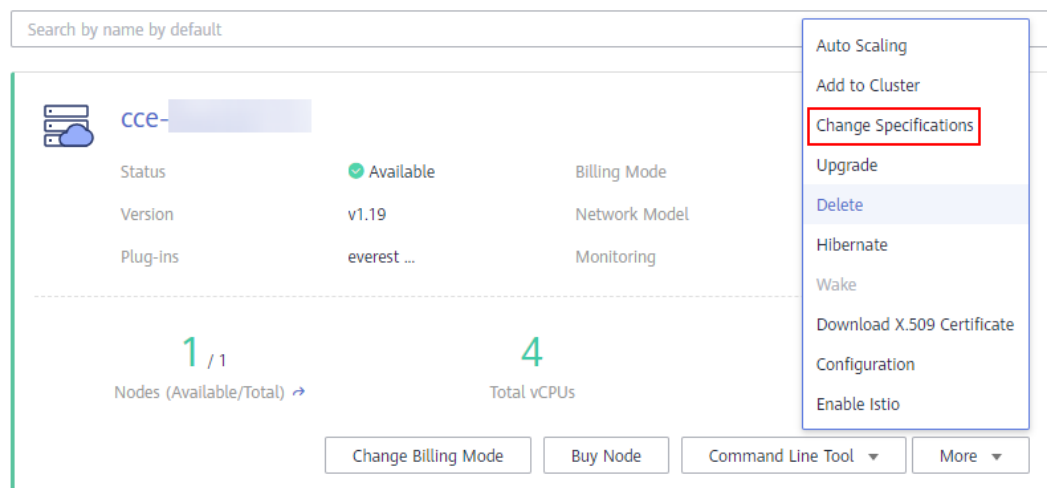 Search by name by default
cce-
Status
Available
Billing Mode
Version
v1.19
Network Model
Plug-ins
everest ...
Monitoring
1 / 1
Nodes (Available/Total)
4
Total vCPUs
Change Billing Mode
Buy Node
Command Line Tool
More
Auto Scaling
Add to Cluster
Change Specifications
Upgrade
Delete
Hibernate
Wake
Download X.509 Certificate
Configuration
Enable Istio